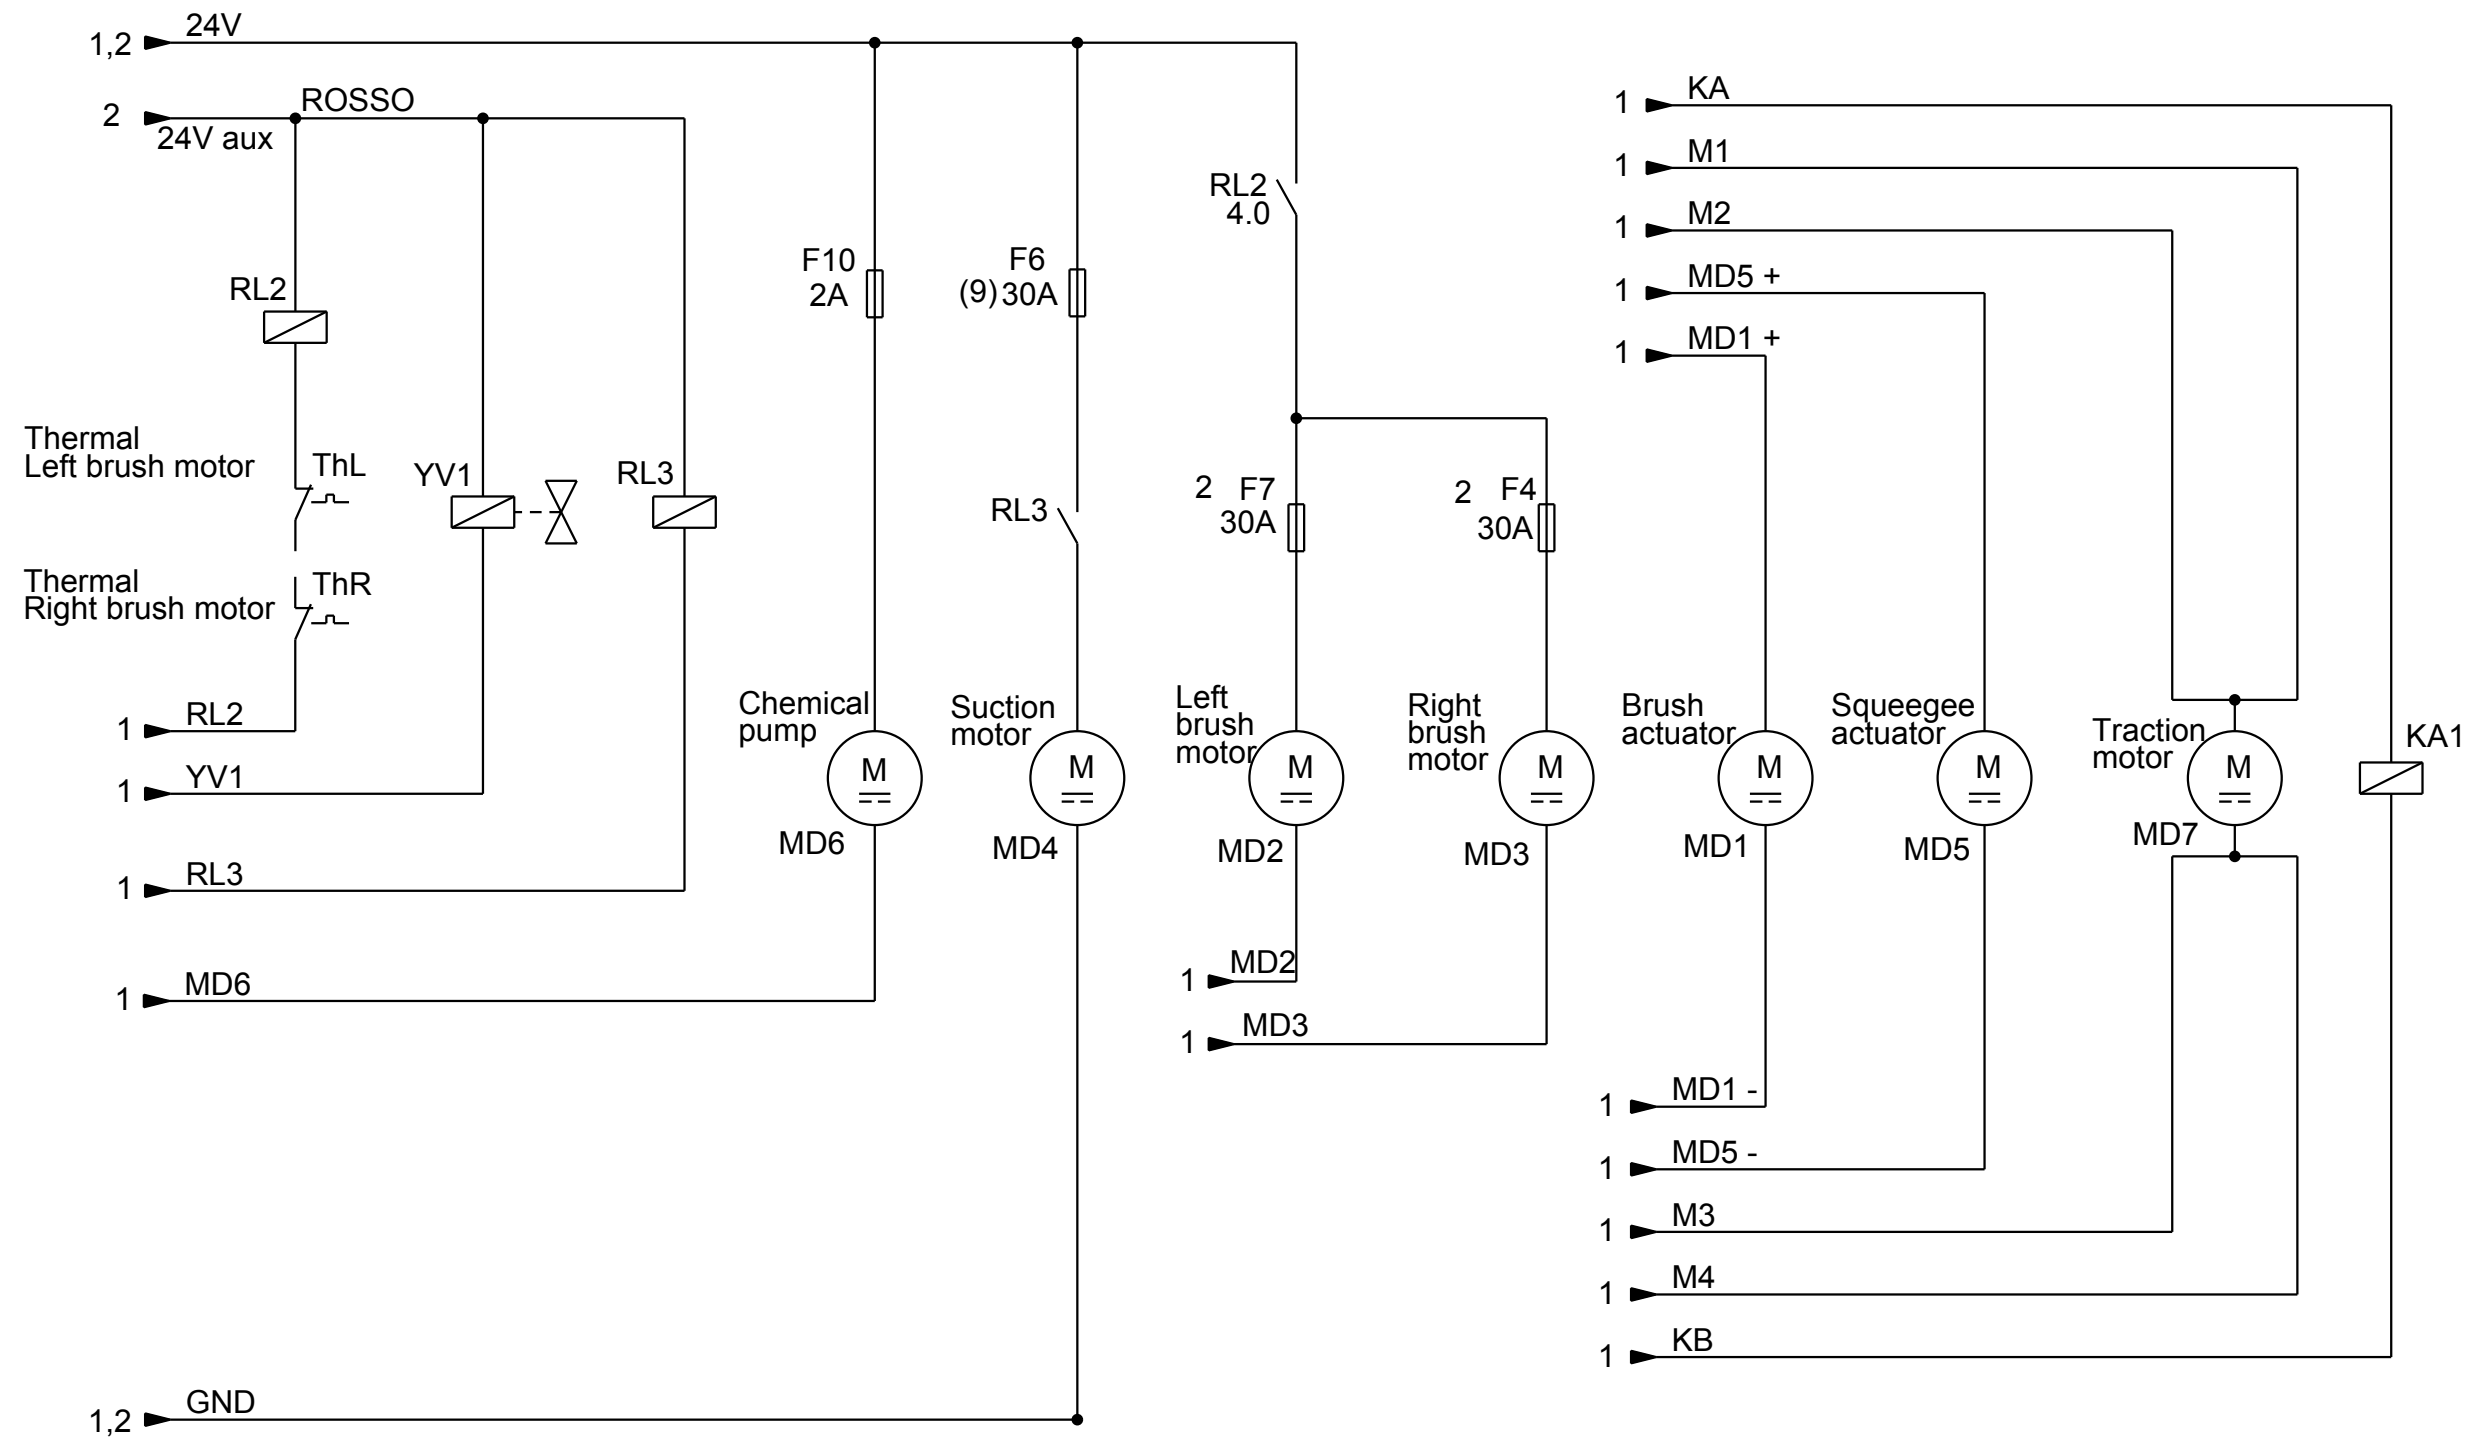 24V
1,2
ROSSO
2
24V aux
RL2
Thermal
Left brush motor
ThL
YV1
RL3
Thermal
Right brush motor
ThR
1
RL2
1
YV1
1
RL3
1
MD6
1,2
GND
F10
2A
F6
(9) 30A
RL3
RL2
4.0
2 F7
30A
2 F4
30A
Chemical
pump
M
MD6
Suction
motor
M
MD4
Left
brush
motor
M
MD2
Right
brush
motor
M
MD3
1
MD2
1
MD3
1
KA
1
M1
1
M2
1
MD5 +
1
MD1 +
Brush
actuator
M
MD1
Squeegee
actuator
M
MD5
Traction
motor
M
MD7
KA1
1
MD1 -
1
MD5 -
1
M3
1
M4
1
KB